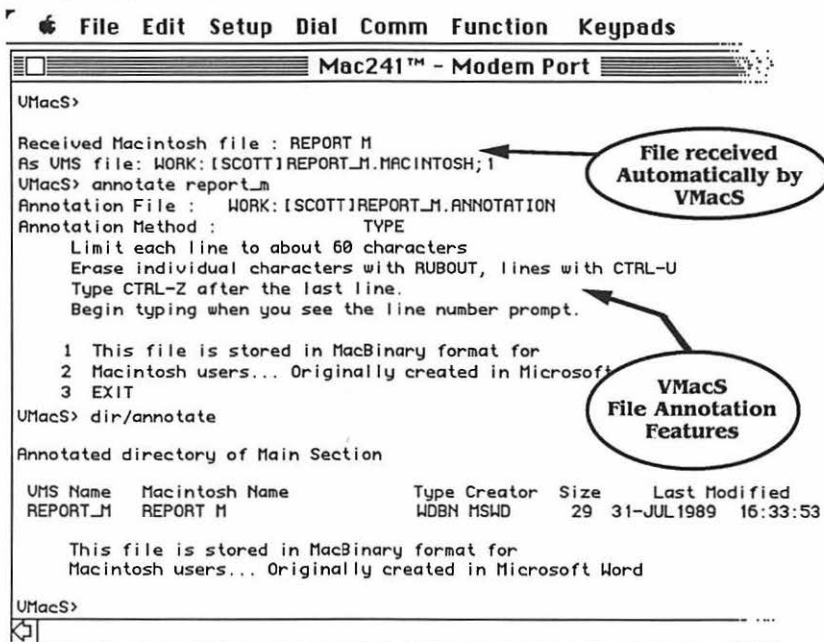 File Edit Setup Dial Comm Function Keypads
Mac241™ - Modem Port
VMacS>
Received Macintosh file : REPORT M
As VMS file: WORK:[SCOTT]REPORT_M.MACINTOSH;1
VMacS> annotate report_m
Annotation File : WORK:[SCOTT]REPORT_M.ANNOTATION
Annotation Method : TYPE
Limit each line to about 60 characters
Erase individual characters with RUBOUT, lines with CTRL-U
Type CTRL-Z after the last line.
Begin typing when you see the line number prompt.
1 This file is stored in MacBinary format for
2 Macintosh users... Originally created in Microsoft
3 EXIT
VMacS> dir/annotate
Annotated directory of Main Section
VMS Name Macintosh Name Type Creator Size Last Modified
REPORT_M REPORT M WDBN MSWD 29 31-JUL1989 16:33:53
This file is stored in MacBinary format for
Macintosh users... Originally created in Microsoft Word
VMacS>
File received
Automatically by
VMacS
VMacS
File Annotation
Features